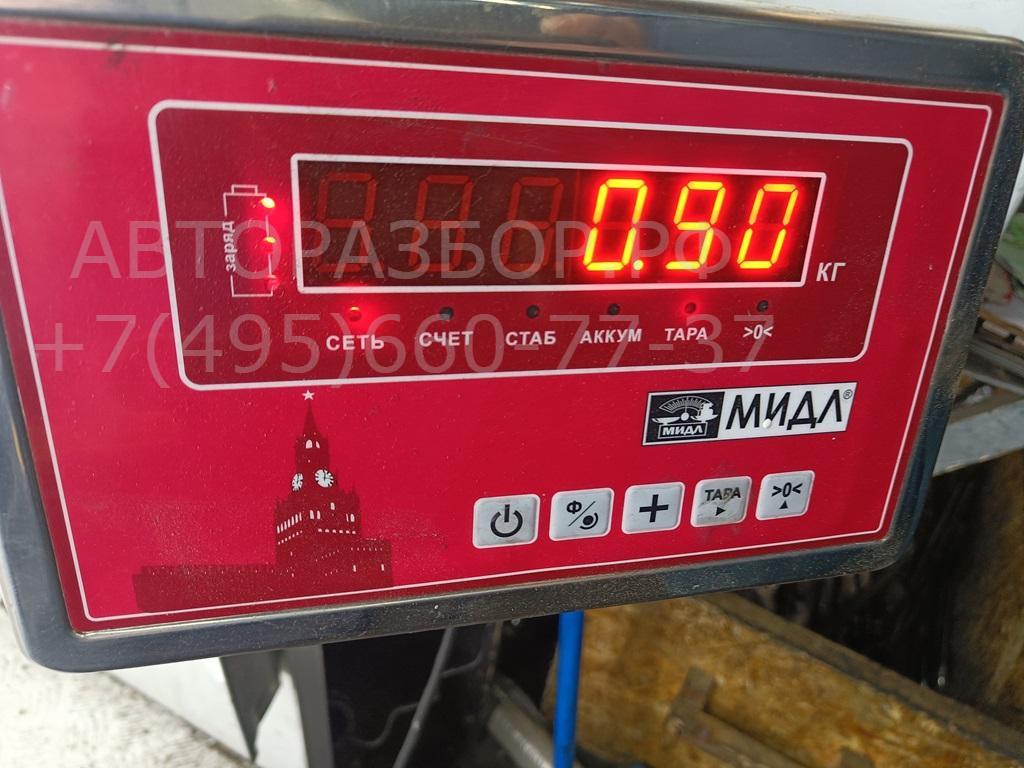 0.90
КГ
заряд
АВТОРАЗБОР.РФ
+7(495)660-77-37
СЕТЬ СЧЕТ СТАБ АККУМ ТАРА >0<
МИДЛ
МИДЛ®
Ф/ + ТАРА >0<